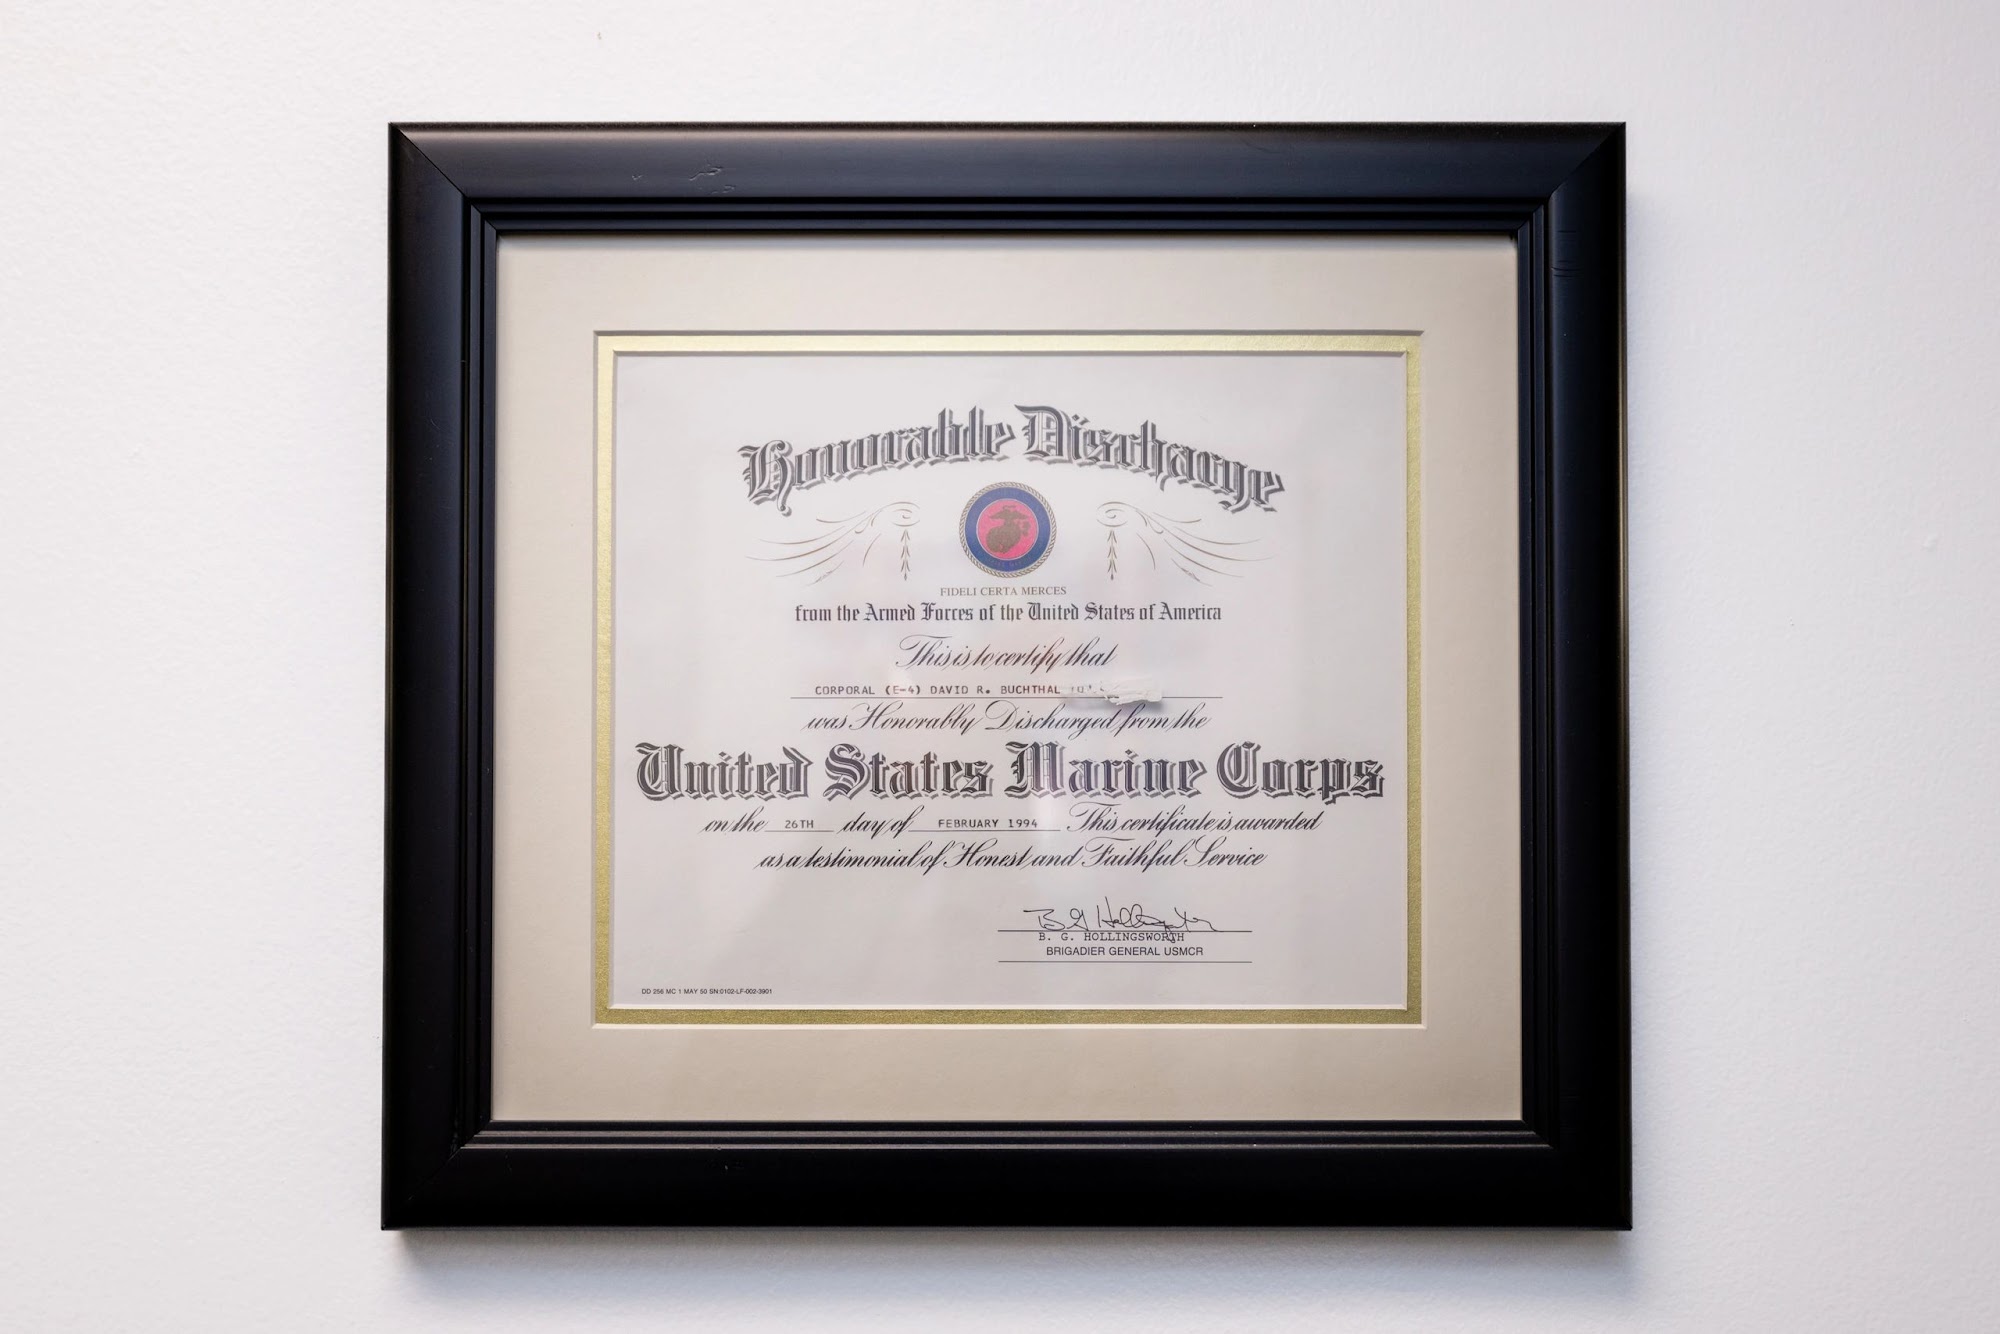 Honorable Discharge
FIDELI CERTA MERCES
from the Armed Forces of the United States of America
This is to certify that
CORPORAL (E-4) DAVID R. BUCHTHAL
was Honorably Discharged from the
United States Marine Corps
on the 26TH day of FEBRUARY 1994 This certificate is awarded
as a testimonial of Honest and Faithful Service
B. G. HOLLINGSWORTH
BRIGADIER GENERAL USMCR
DD 256 MC 1 MAY 50 SN:0102-LF-002-3901